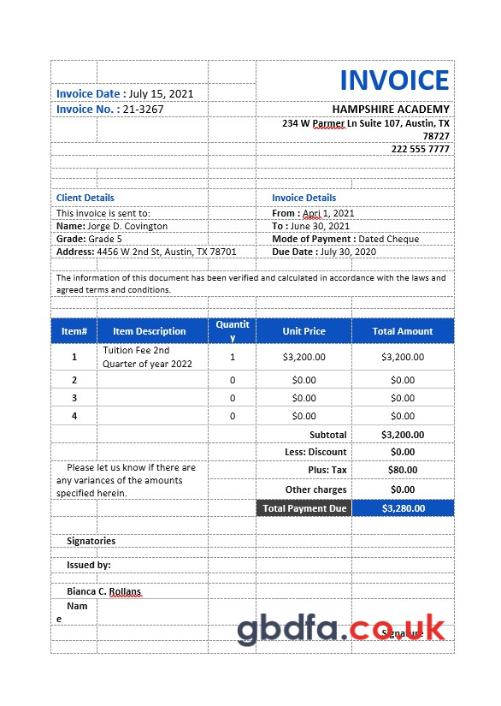 INVOICE
Invoice Date : July 15, 2021
Invoice No. : 21-3267
HAMPSHIRE ACADEMY
234 W Parmer Ln Suite 107, Austin, TX
78727
222 555 7777
Client Details
Invoice Details
This invoice is sent to:
From : Apri 1, 2021
Name: Jorge D. Covington
To : June 30, 2021
Grade: Grade 5
Mode of Payment : Dated Cheque
Address: 4456 W 2nd St, Austin, TX 78701
Due Date : July 30, 2020
The information of this document has been verified and calculated in accordance with the laws and
agreed terms and conditions.
Item# Item Description Quantit
y Unit Price Total Amount
1 Tuition Fee 2nd
Quarter of year 2022 1 $3,200.00 $3,200.00
2 0 $0.00 $0.00
3 0 $0.00 $0.00
4 0 $0.00 $0.00
Subtotal $3,200.00
Less: Discount $0.00
Please let us know if there are
any variances of the amounts
specified herein.
Plus: Tax $80.00
Other charges $0.00
Total Payment Due $3,280.00
Signatories
Issued by:
Bianca C. Rollans
Nam
e
Signature
gbdfa.co.uk